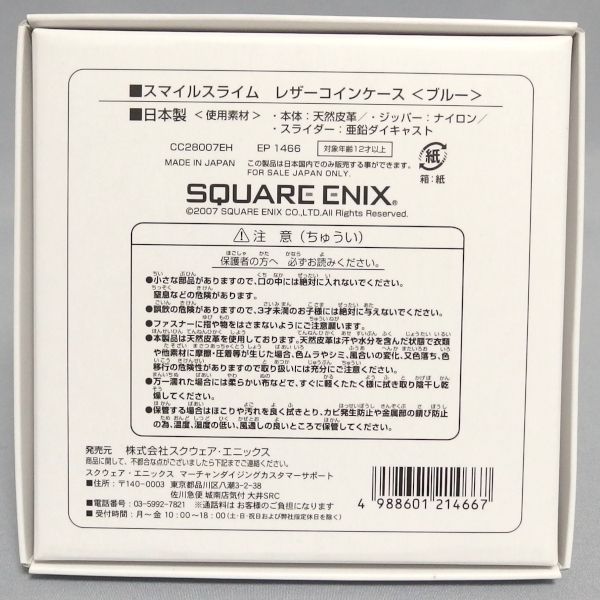 ■スマイルスライム レザーコインケース＜ブルー＞
■日本製＜使用素材＞ ・本体：天然皮革／・ジッパー：ナイロン／
・スライダー：亜鉛ダイキャスト
CC28007EH EP 1466 対象年齢12才以上
MADE IN JAPAN この製品は日本国内でのみ販売する事ができます。
FOR SALE JAPAN ONLY.
紙
箱：紙
SQUARE ENIX®
©2007 SQUARE ENIX CO.,LTD.All Rights Reserved.
⚠注 意（ちゅうい）
保護者の方へ 必ずお読みください。
●小さな部品がありますので、口の中には絶対に入れないでください。
窒息などの危険があります。
●誤飲の危険がありますので、3才未満のお子様には絶対に与えないでください。
●ファスナーに指や物をはさまないようにご注意願います。
●本製品は天然皮革を使用しております。天然皮革は汗や水分を含んだ状態で衣類
や他素材に摩擦・圧着等が生じた場合、色ムラやシミ、風合いの変化、又色落ち、色
移行の危険性がありますので取り扱いには充分にご注意ください。
●万一濡れた場合には柔らかい布などで、すぐに軽くたたく様に拭き取り陰干し乾
燥してください。
●保管する場合はほこりや汚れを良く拭きとり、カビ発生防止や金属部の錆び防止
の為、温度、湿度の低い、風通しの良いところで保管してください。
発売元 株式会社スクウェア・エニックス
商品に関して、不都合な点がございましたら下記までご連絡ください。
スクウェア・エニックス マーチャンダイジングカスタマーサポート
■住所：〒140-0003 東京都品川区八潮3-2-38
佐川急便 城南店気付 大井SRC
■電話：03-5992-7821 ※お話料金は お客様のご負担になります
■受付時間：月～金 10:00～18:00（土・日・祝日および弊社指定休日を除く）
4 988601 214667